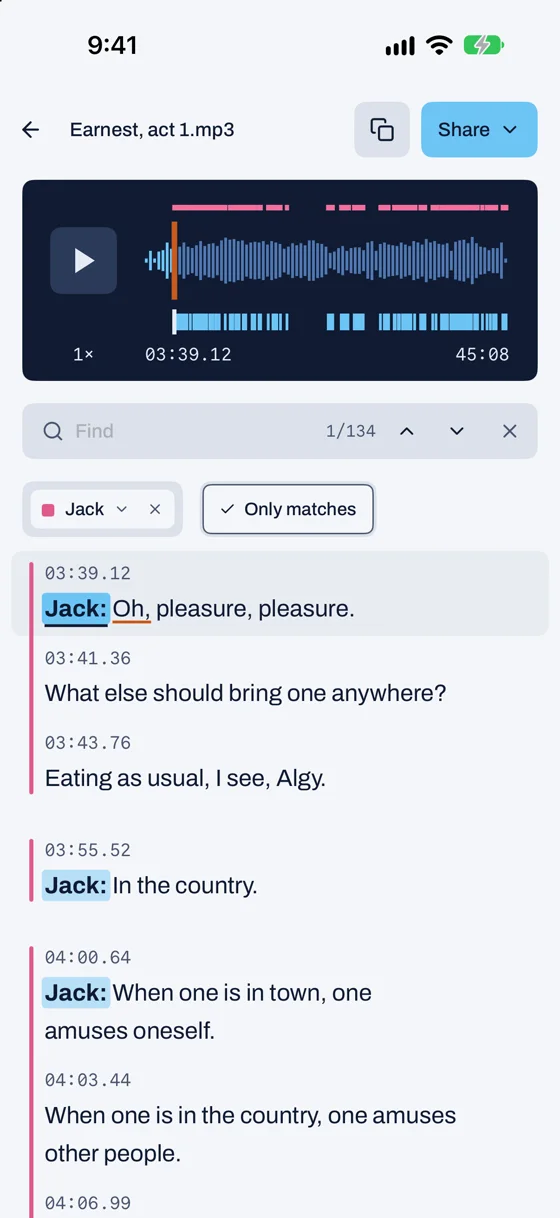 9:41
Earnest, act 1.mp3
Share
1×
03:39.12
45:08
Find
1/134
Jack
Only matches
03:39.12
Jack: Oh, pleasure, pleasure.
03:41.36
What else should bring one anywhere?
03:43.76
Eating as usual, I see, Algy.
03:55.52
Jack: In the country.
04:00.64
Jack: When one is in town, one
amuses oneself.
04:03.44
When one is in the country, one amuses
other people.
04:06.99